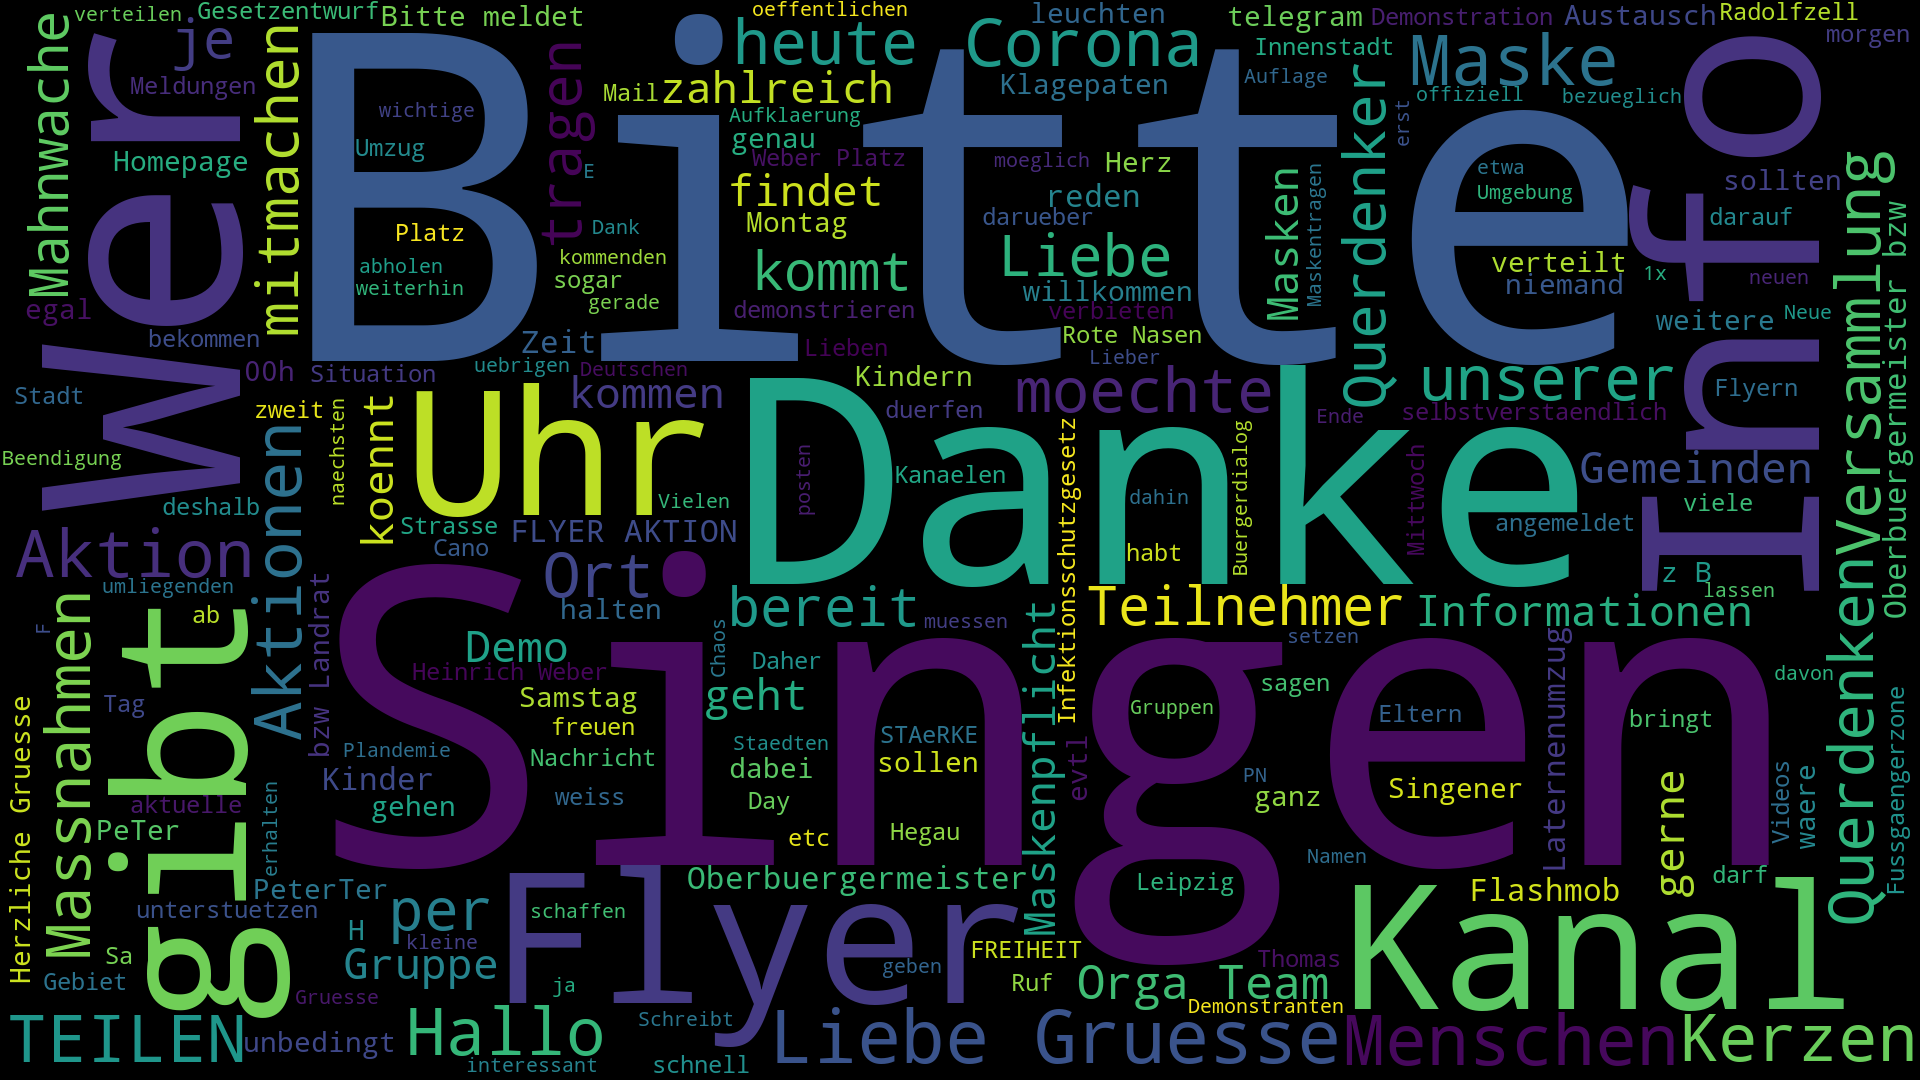 verteilen
Gesetzentwurf
Bitte meldet
oeffentlichen
leuchten
telegram
Demonstration
Austausch
Radolfzell
morgen
Mahnwache
Wer
je
Meldungen
mitmachen
Bitte
wichtige
Umzug
tragen
heute
Mail
zahlreich
Corona
Klagepaten
Innenstadt
Auflage
Maske
offiziell
bezueglich
Info
Homepage
Aufklaerung
genau
Weber Platz
moeglich
Herz
erst
Querdenker
Masken
Maskentragen
etwa
Umgebung
sollten
Versammlung
Oberbuergermeister bzw
E
findet
reden
darueber
Montag
Dank
Platz
abholen
weiterhin
kommenden
sogar
gerade
kommt
Liebe
willkommen
verteilt
niemand
1x
darauf
neuen
egal
bekommen
demonstrieren
verbieten
Rote Nasen
weitere
Neue
Zeit
Lieben
Lieber
00h
Situation
uebrigen
Deutschen
Kindern
moechte
unserer
Flyern
Stadt
zweit
naechsten
koennt
kommen
duerfen
Ende
selbstverstaendlich
Uhr
Danke
Beendigung
deshalb
Aktionen
Vielen
posten
Kanaelen
Infektionsschutzgesetz
dahin
Buergerdialog
Mittwoch
Gemeinden
viele
Strasse
Cano
FLYER AKTION
angemeldet
Aktion
Ort
habt
z B
lassen
umliegenden
ab
F
bzw Landrat
halten
bereit
muessen
Teilnehmer
Informationen
Querdenken
Massnahmen
gibt
Singen
Demo
Heinrich Weber
Chaos
Daher
Maskenpflicht
setzen
Laternenumzug
davon
Herzliche Gruesse
Tag
Samstag
geht
sagen
freuen
Gruppen
Eltern
bringt
Fussgaengerzone
Plandemie
Nachricht
Staedten
STAeRKE
evtl
Kinder
dabei
sollen
PN
gerne
Videos
waere
aktuelle
gehen
weiss
Day
ganz
Singener
PeTer
erhalten
etc
Hegau
Namen
PeterTer
Oberbuergermeister
Leipzig
Flashmob
darf
unterstuetzen
H
per
schaffen
Flyer
Kanal
kleine
Sa
Gruppe
FREIHEIT
Thomas
Gebiet
ja
geben
Ruf
Orga Team
Gruesse
Demonstranten
TEILEN
unbedingt
Hallo
Schreibt
Liebe Gruesse
Menschen
Kerzen
interessant
schnell